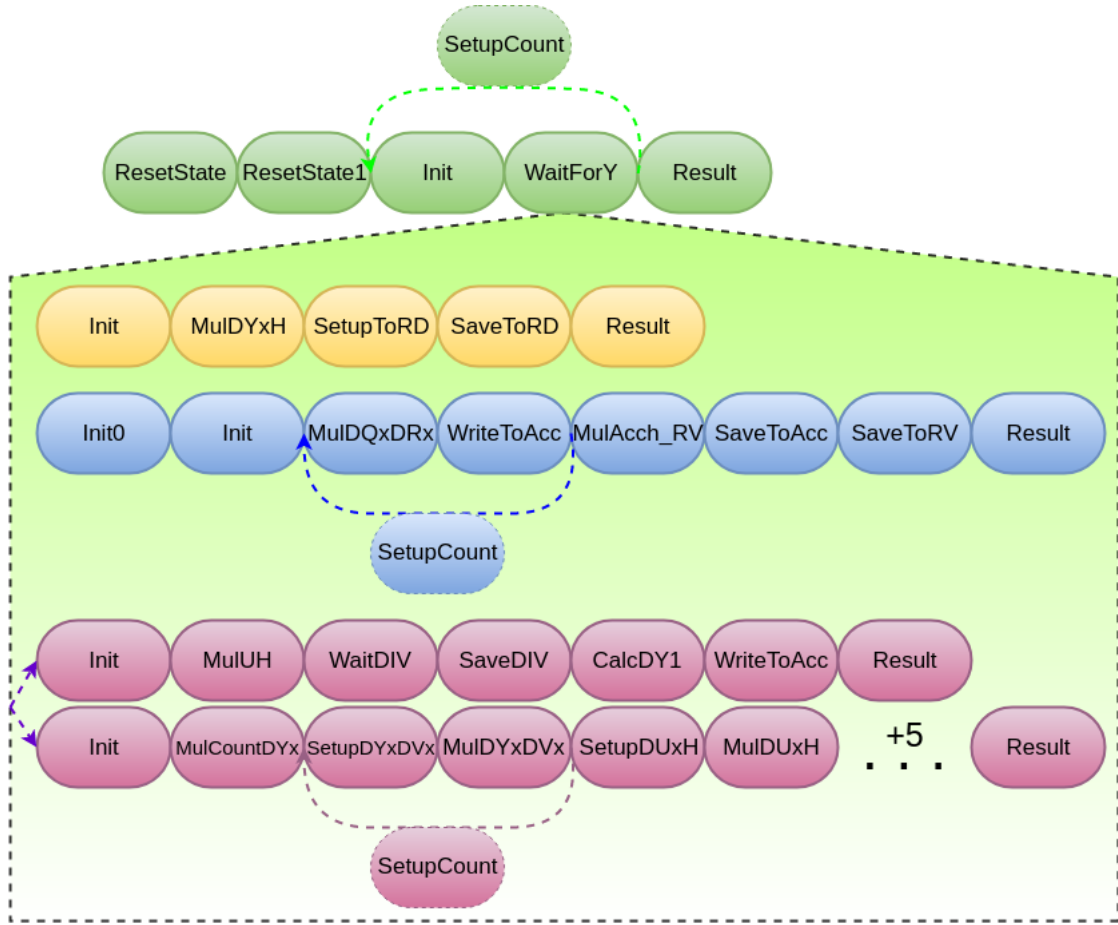 SetupCount
ResetState ResetState1 Init WaitForY Result
Init MulDYxH SetupToRD SaveToRD Result
Init0 Init MulDQxDRx WriteToAcc MulAcch_RV SaveToAcc SaveToRV Result
SetupCount
Init MulUH WaitDIV SaveDIV CalcDY1 WriteToAcc Result
Init MulCountDYx SetupDYxDVx MulDYxDVx SetupDUxH MulDUxH +5 . . . Result
SetupCount